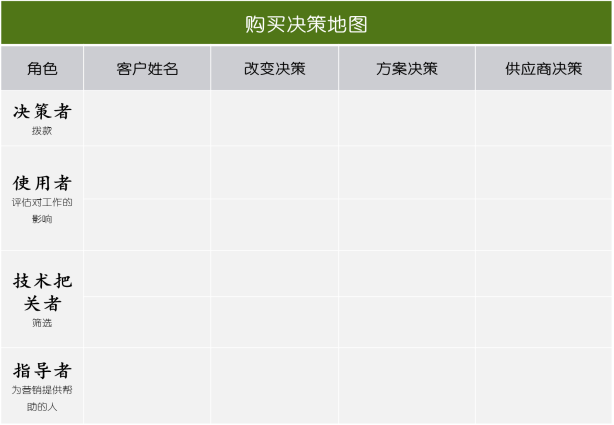 购买决策地图
角色 客户姓名 改变决策 方案决策 供应商决策
决策者
拨款
使用者
评估对工作的
影响
技术把
关者
筛选
指导者
为营销提供帮
助的人